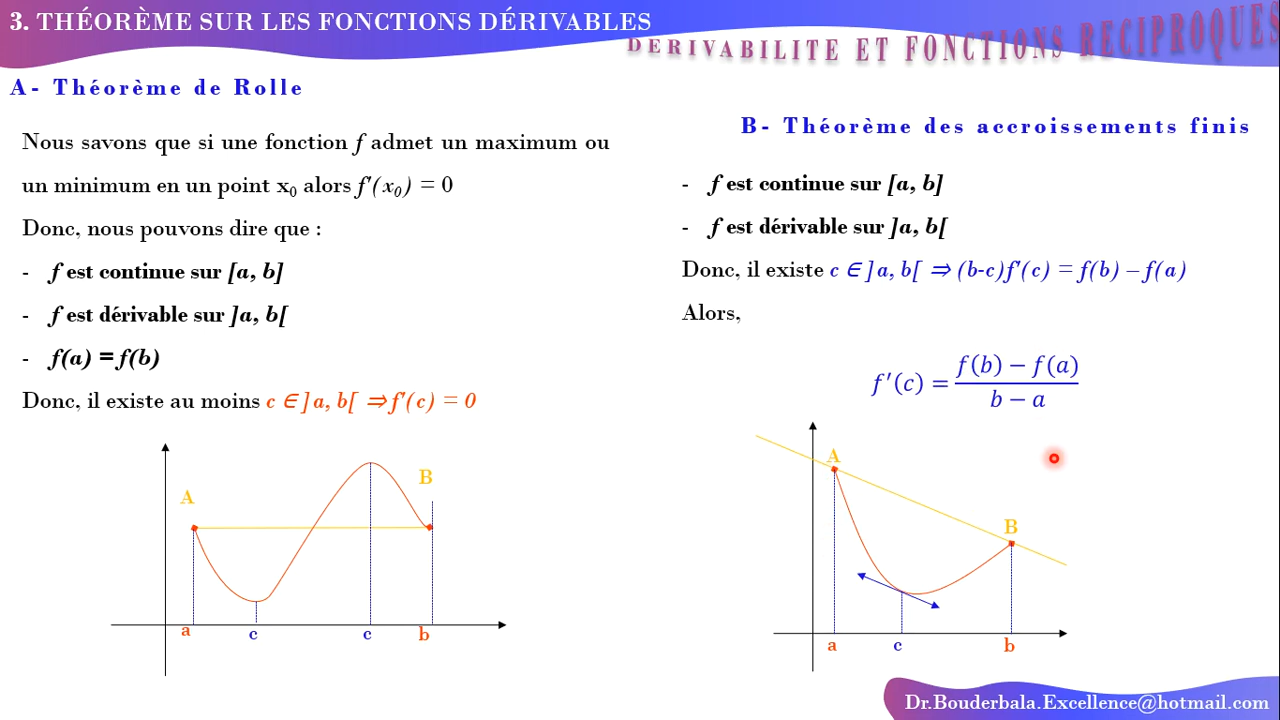 3. THÉORÈME SUR LES FONCTIONS DÉRIVABLES
DERIVABILITE ET FONCTIONS RECIPROQUES
A- Théorème de Rolle
Nous savons que si une fonction f admet un maximum ou
un minimum en un point x₀ alors f'(x₀) = 0
Donc, nous pouvons dire que :
- f est continue sur [a, b]
- f est dérivable sur ]a, b[
- f(a) = f(b)
Donc, il existe au moins c ∈ ]a, b[ ⇒ f'(c) = 0
A
B
a
c
c
b
B- Théorème des accroissements finis
- f est continue sur [a, b]
- f est dérivable sur ]a, b[
Donc, il existe c ∈ ]a, b[ ⇒ (b-c)f'(c) = f(b) – f(a)
Alors,
f'(c) = (f(b) − f(a)) / (b − a)
A
B
a
c
b
Dr.Bouderbala.Excellence@hotmail.com